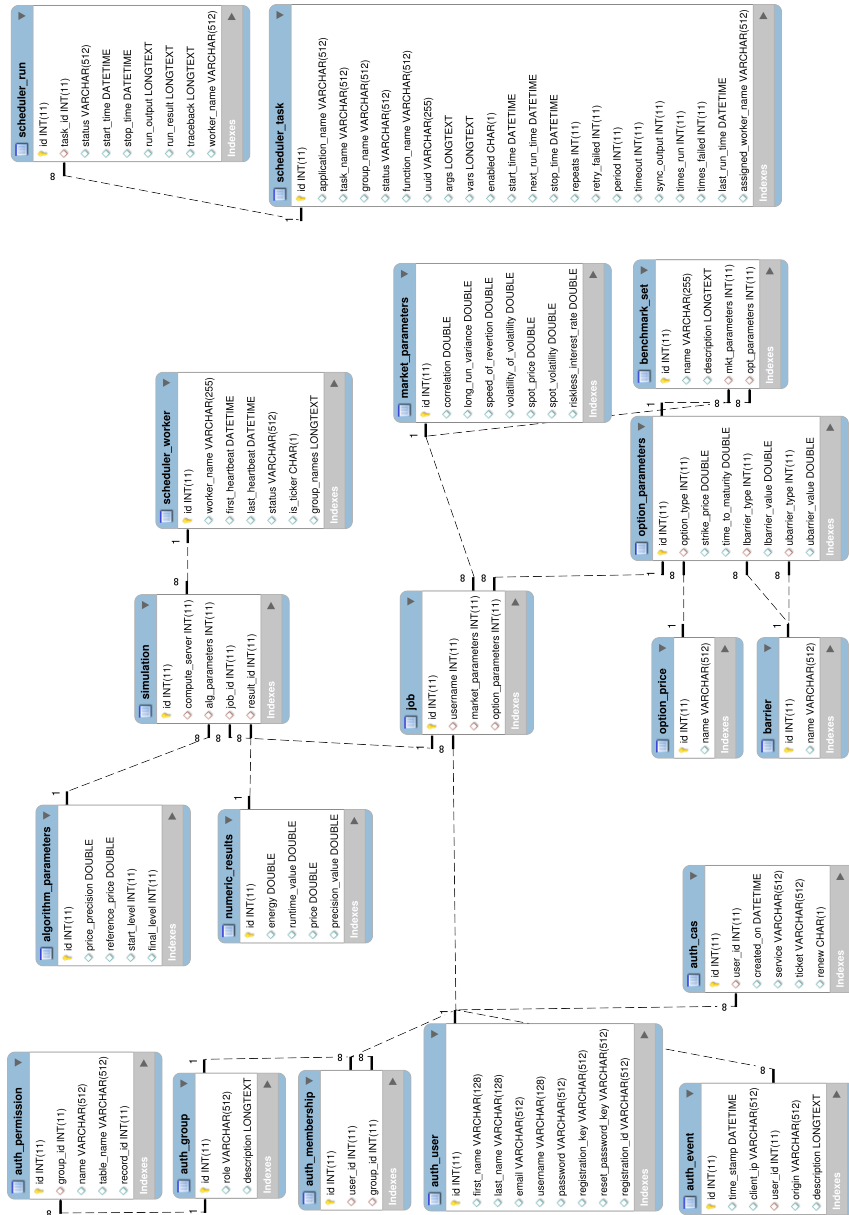 auth_permission
id INT(11)
group_id INT(11)
name VARCHAR(512)
table_name VARCHAR(512)
record_id INT(11)
Indexes
∞
1
auth_group
id INT(11)
role VARCHAR(512)
description LONGTEXT
Indexes
1
∞
∞
auth_membership
id INT(11)
user_id INT(11)
group_id INT(11)
Indexes
auth_user
id INT(11)
first_name VARCHAR(128)
last_name VARCHAR(128)
email VARCHAR(512)
username VARCHAR(128)
password VARCHAR(512)
registration_key VARCHAR(512)
reset_password_key VARCHAR(512)
registration_id VARCHAR(512)
Indexes
1
auth_event
id INT(11)
time_stamp DATETIME
client_ip VARCHAR(512)
user_id INT(11)
origin VARCHAR(512)
description LONGTEXT
∞
auth_cas
id INT(11)
user_id INT(11)
created_on DATETIME
service VARCHAR(512)
ticket VARCHAR(512)
renew CHAR(1)
Indexes
∞
algorithm_parameters
id INT(11)
price_precision DOUBLE
reference_price DOUBLE
start_level INT(11)
final_level INT(11)
Indexes
1
numeric_results
id INT(11)
energy DOUBLE
runtime_value DOUBLE
price DOUBLE
precision_value DOUBLE
Indexes
1
simulation
id INT(11)
compute_server INT(11)
alg_parameters INT(11)
job_id INT(11)
result_id INT(11)
Indexes
∞
∞
∞
∞
job
id INT(11)
username INT(11)
market_parameters INT(11)
option_parameters INT(11)
Indexes
1
∞
∞
∞
option_price
id INT(11)
name VARCHAR(512)
Indexes
1
barrier
id INT(11)
name VARCHAR(512)
Indexes
1
scheduler_worker
id INT(11)
worker_name VARCHAR(255)
first_heartbeat DATETIME
last_heartbeat DATETIME
status VARCHAR(512)
is_ticker CHAR(1)
group_names LONGTEXT
Indexes
1
market_parameters
id INT(11)
correlation DOUBLE
long_run_variance DOUBLE
speed_of_revertion DOUBLE
volatility_of_volatility DOUBLE
spot_price DOUBLE
spot_volatility DOUBLE
riskless_interest_rate DOUBLE
Indexes
1
option_parameters
id INT(11)
option_type INT(11)
strike_price DOUBLE
time_to_maturity DOUBLE
lbarrier_type INT(11)
lbarrier_value DOUBLE
ubarrier_type INT(11)
ubarrier_value DOUBLE
Indexes
1
∞
∞
∞
1
∞
∞
benchmark_set
id INT(11)
name VARCHAR(255)
description LONGTEXT
mkt_parameters INT(11)
opt_parameters INT(11)
Indexes
scheduler_run
id INT(11)
task_id INT(11)
status VARCHAR(512)
start_time DATETIME
stop_time DATETIME
run_output LONGTEXT
run_result LONGTEXT
traceback LONGTEXT
worker_name VARCHAR(512)
Indexes
∞
1
scheduler_task
id INT(11)
application_name VARCHAR(512)
task_name VARCHAR(512)
group_name VARCHAR(512)
status VARCHAR(512)
function_name VARCHAR(512)
uuid VARCHAR(255)
args LONGTEXT
vars LONGTEXT
enabled CHAR(1)
start_time DATETIME
next_run_time DATETIME
stop_time DATETIME
repeats INT(11)
retry_failed INT(11)
period INT(11)
timeout INT(11)
sync_output INT(11)
times_run INT(11)
times_failed INT(11)
last_run_time DATETIME
assigned_worker_name VARCHAR(512)
Indexes